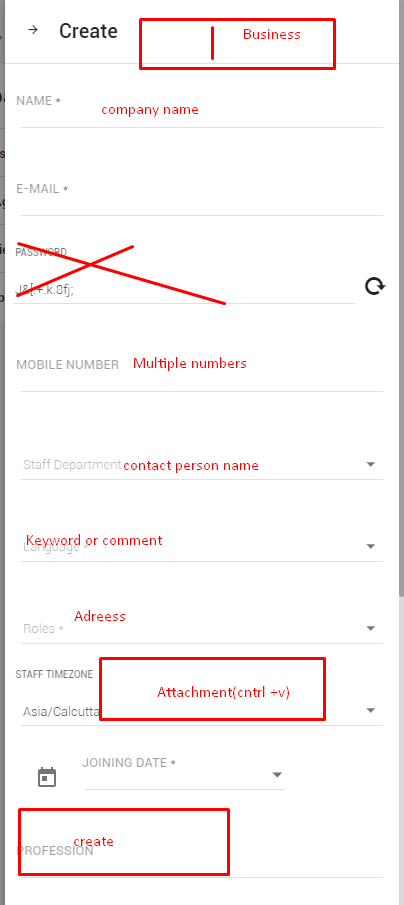 Create Business
NAME * company name
E-MAIL *
PASSWORD
J&[.+.k.8fj;
MOBILE NUMBER Multiple numbers
Staff Department contact person name
Keyword or comment
Language *
Adreess
Roles *
STAFF TIMEZONE
Attachment(cntrl +v)
Asia/Calcutta
JOINING DATE *
create
PROFESSION